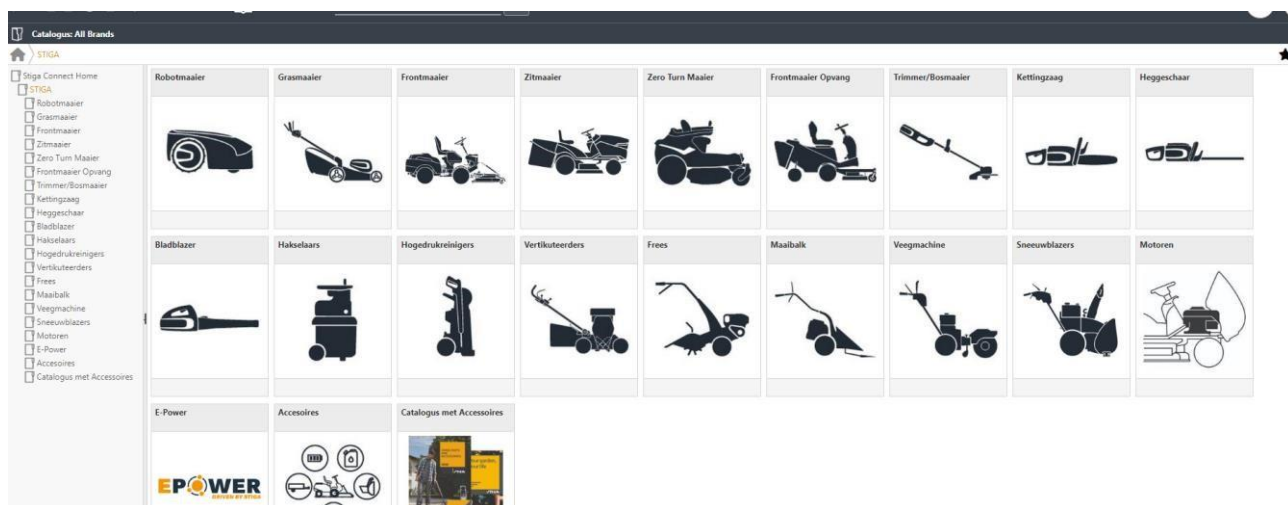 Catalogus: All Brands
STIGA
Stiga Connect Home
STIGA
Robotmaaier
Grasmaaier
Frontmaaier
Zitmaaier
Zero Turn Maaier
Frontmaaier Opvang
Trimmer/Bosmaaier
Kettingzaag
Heggeschaar
Bladblazer
Hakselaars
Hogedrukreinigers
Vertikuteerders
Frees
Maaibalk
Veegmachine
Sneeuwblazers
Motoren
E-Power
Accesoires
Catalogus met Accessoires
Robotmaaier
Grasmaaier
Frontmaaier
Zitmaaier
Zero Turn Maaier
Frontmaaier Opvang
Trimmer/Bosmaaier
Kettingzaag
Heggeschaar
Bladblazer
Hakselaars
Hogedrukreinigers
Vertikuteerders
Frees
Maaibalk
Veegmachine
Sneeuwblazers
Motoren
E-Power
Accesoires
Catalogus met Accessoires
EPOWER
DRIVEN BY STIGA